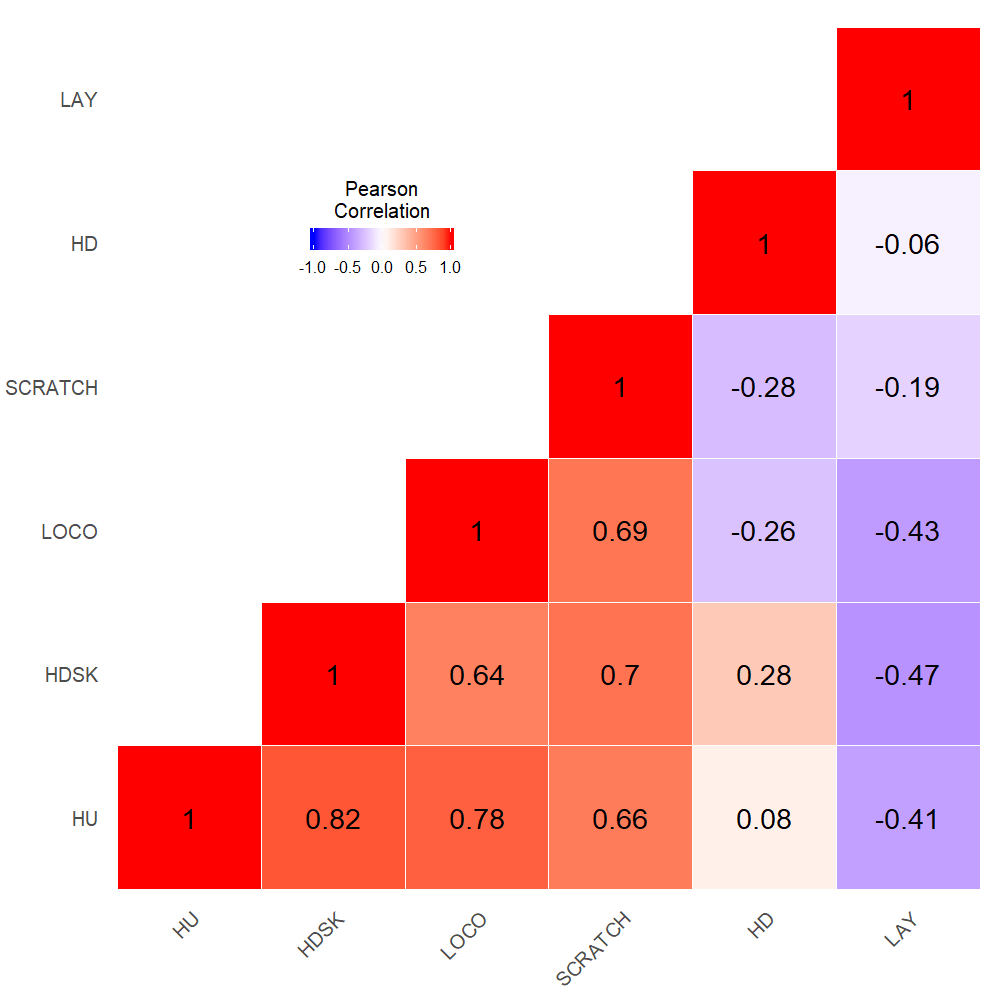 LAY
1
Pearson
Correlation
-1.0 -0.5 0.0 0.5 1.0
HD
1 -0.06
SCRATCH
1 -0.28 -0.19
LOCO
1 0.69 -0.26 -0.43
HDSK
1 0.64 0.7 0.28 -0.47
HU
1 0.82 0.78 0.66 0.08 -0.41
HU HDSK LOCO SCRATCH HD LAY